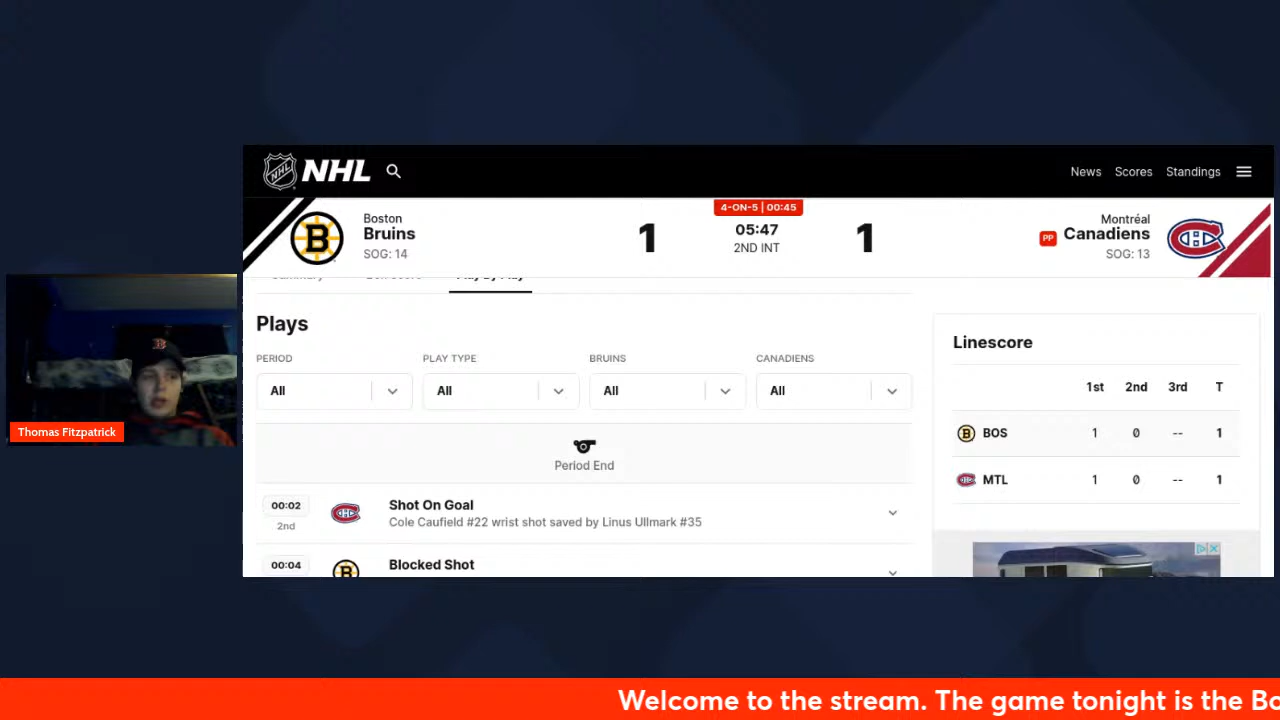 NHL
News Scores Standings
4-ON-5 | 00:45
Boston
Bruins
SOG: 14
1
05:47
2ND INT
1
PP
Montréal
Canadiens
SOG: 13
Play By Play
Plays
PERIOD PLAY TYPE BRUINS CANADIENS
All All All All
Period End
00:02
2nd
Shot On Goal
Cole Caufield #22 wrist shot saved by Linus Ullmark #35
00:04
Blocked Shot
Linescore
1st 2nd 3rd T
BOS 1 0 -- 1
MTL 1 0 -- 1
Thomas Fitzpatrick
Welcome to the stream. The game tonight is the Bo